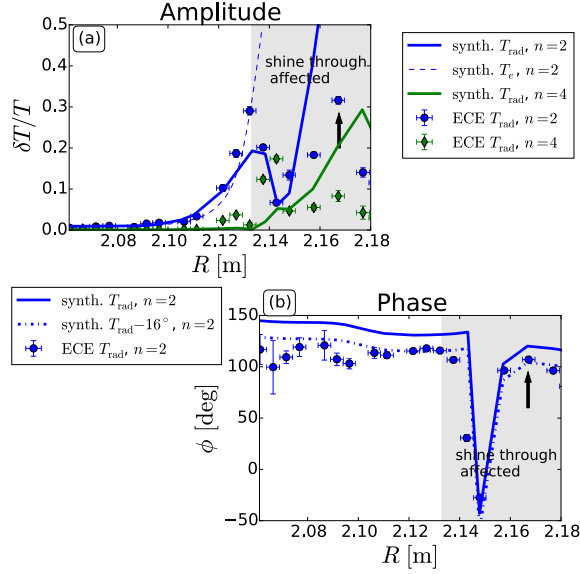 Amplitude
(a)
shine through
affected
δT/T
0.5
0.4
0.3
0.2
0.1
0.0
2.08 2.10 2.12 2.14 2.16 2.18
R [m]
synth. T_rad, n=2
synth. T_e, n=2
synth. T_rad, n=4
ECE T_rad, n=2
ECE T_rad, n=4
synth. T_rad, n=2
synth. T_rad−16°, n=2
ECE T_rad, n=2
Phase
(b)
shine through
affected
ϕ [deg]
150
100
50
0
−50
2.08 2.10 2.12 2.14 2.16 2.18
R [m]